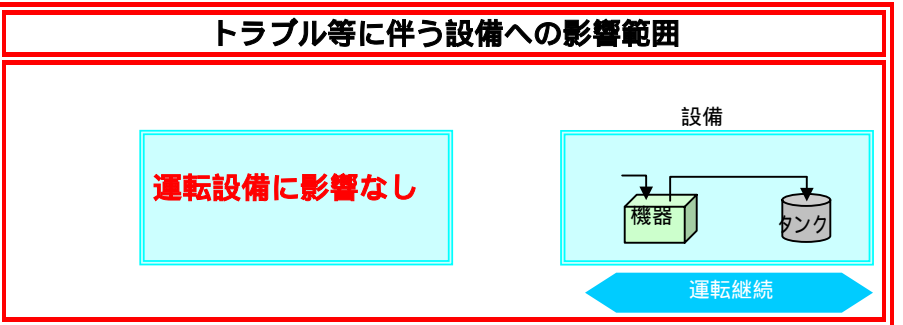 トラブル等に伴う設備への影響範囲
設備
運転設備に影響なし
機器
タンク
運転継続